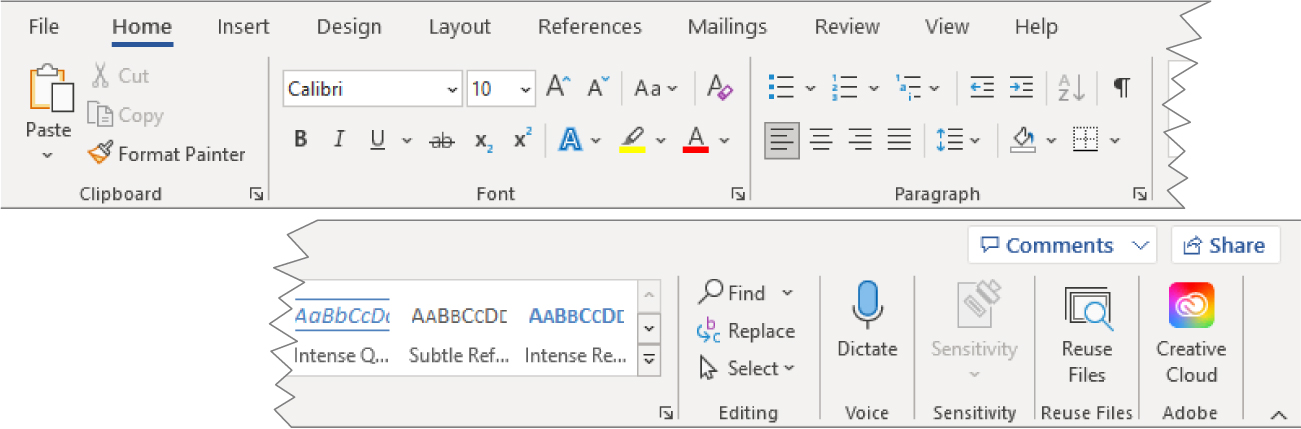 File Home Insert Design Layout References Mailings Review View Help
Cut
Calibri 10 A A Aa A
Copy
Paste
B I U ab x2 x2 A A
Format Painter
Clipboard Font Paragraph
Comments Share
AaBbCcDc AABBCCDD AABBCCDD
Find
Replace
Dictate Sensitivity Reuse Files Creative Cloud
Intense Q... Subtle Ref... Intense Re...
Select
Editing Voice Sensitivity Reuse Files Adobe